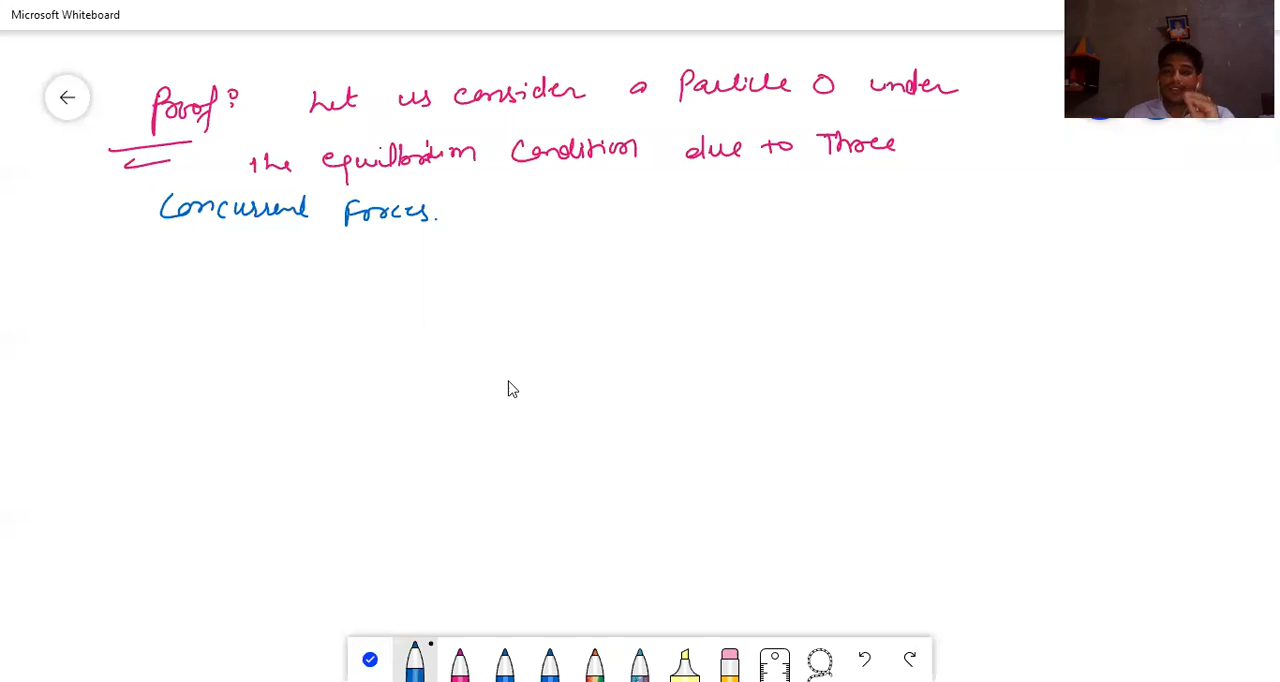 Microsoft Whiteboard
Proof: Let us consider a Particle O under
the equilibrium Condition due to Three
Concurrent Forces.